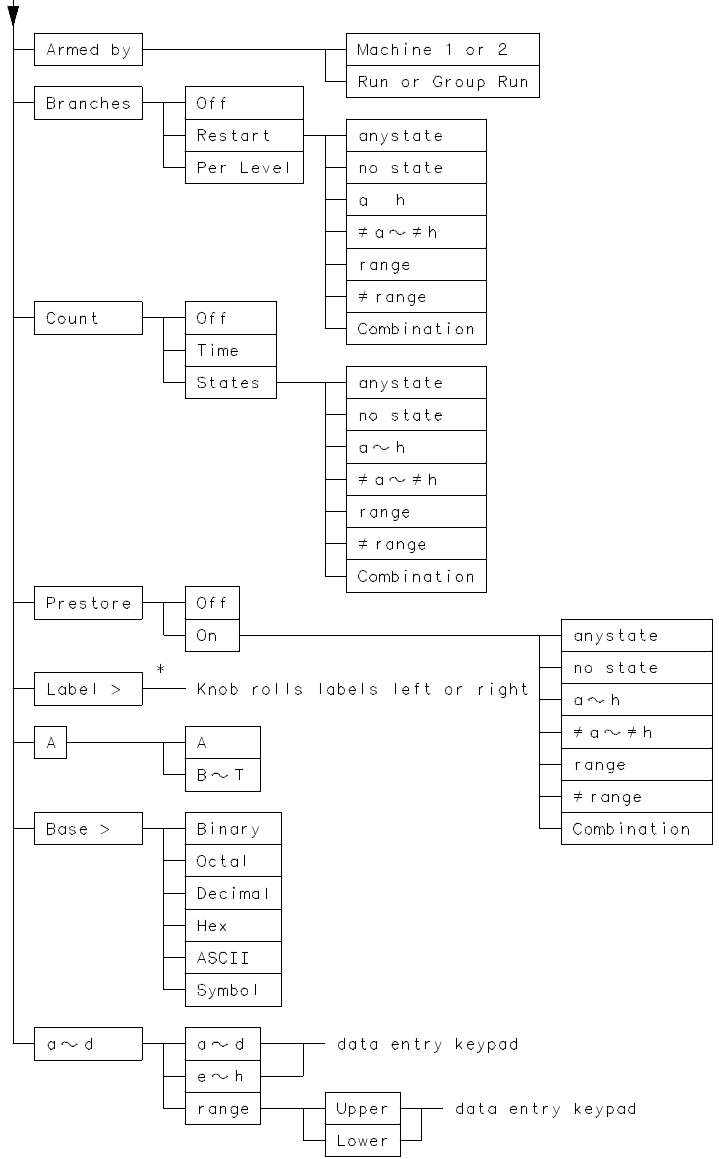 Armed by
Machine 1 or 2
Run or Group Run
Branches
Off
Restart
Per Level
anystate
no state
a h
≠a~≠h
range
≠range
Combination
Count
Off
Time
States
anystate
no state
a~h
≠a~≠h
range
≠range
Combination
Prestore
Off
On
anystate
no state
a~h
≠a~≠h
range
≠range
Combination
Label >
*
Knob rolls labels left or right
A
A
B~T
Base >
Binary
Octal
Decimal
Hex
ASCII
Symbol
a~d
a~d
e~h
range
data entry keypad
Upper
Lower
data entry keypad